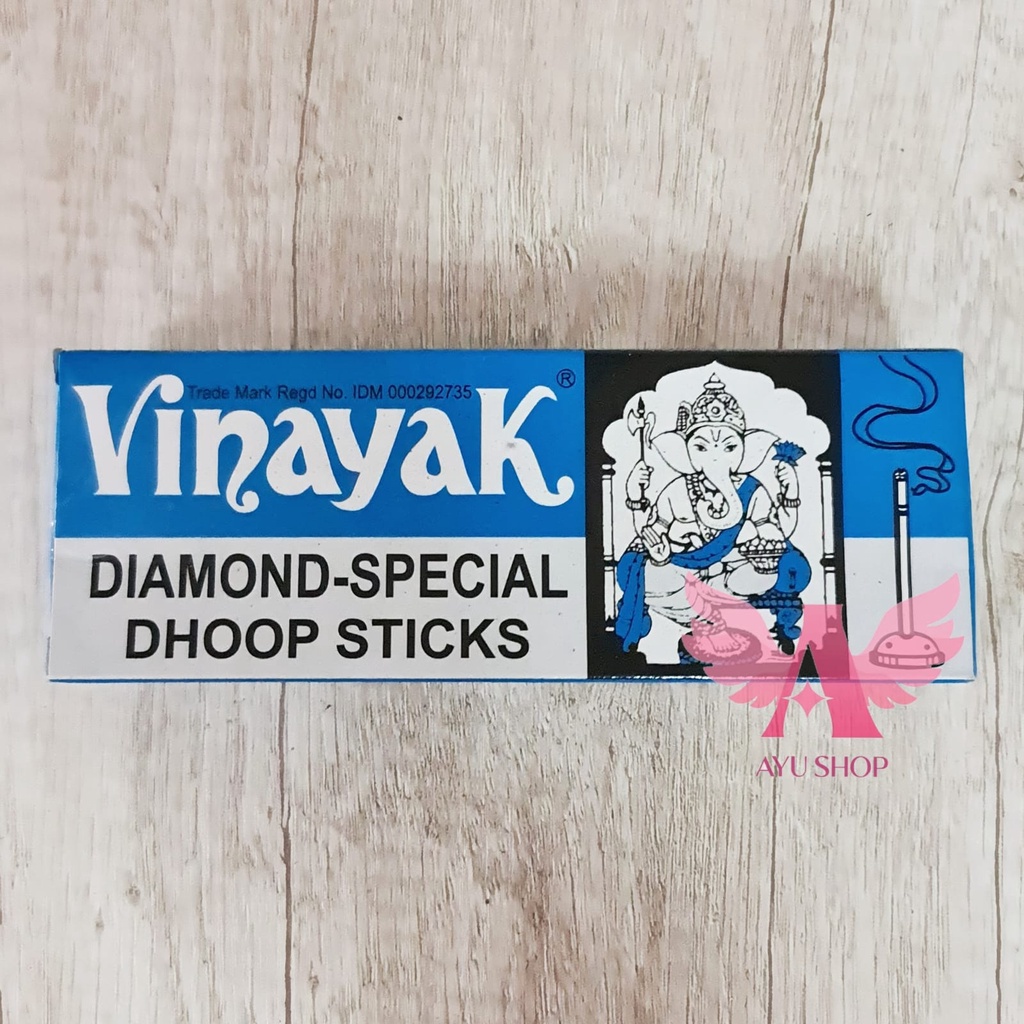 Trade Mark Regd No. IDM 000292735
Vinayak ®
DIAMOND-SPECIAL
DHOOP STICKS
A
AYU SHOP